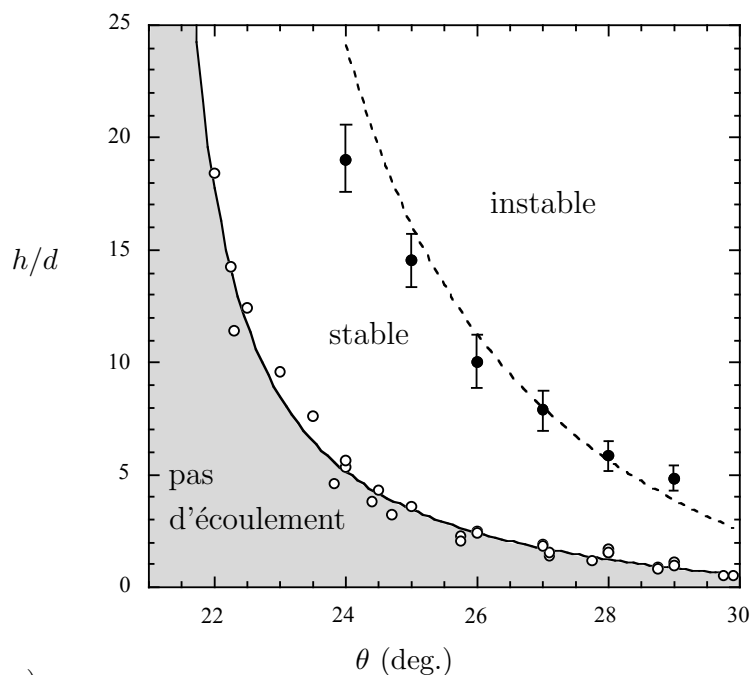 25
20
15
10
5
0
h/d
instable
stable
pas
d'écoulement
22
24
26
28
30
θ (deg.)